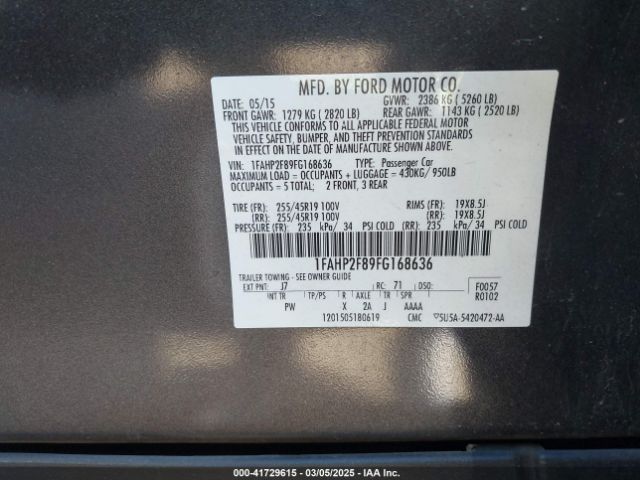 MFD. BY FORD MOTOR CO.
DATE: 05/15 GVWR: 2386 KG ( 5260 LB)
FRONT GAWR: 1279 KG ( 2820 LB) REAR GAWR: 1143 KG ( 2520 LB)
THIS VEHICLE CONFORMS TO ALL APPLICABLE FEDERAL MOTOR
VEHICLE SAFETY, BUMPER, AND THEFT PREVENTION STANDARDS
IN EFFECT ON THE DATE OF MANUFACTURE SHOWN ABOVE.
VIN: 1FAHP2F89FG168636 TYPE: Passenger Car
MAXIMUM LOAD = OCCUPANTS + LUGGAGE = 430KG/ 950LB
OCCUPANTS = 5 TOTAL; 2 FRONT, 3 REAR
TIRE (FR): 255/45R19 100V RIMS (FR): 19X8.5J
(RR): 255/45R19 100V (RR): 19X8.5J
PRESSURE (FR): 235 kPa/ 34 PSI COLD (RR): 235 kPa/ 34 PSI COLD
1FAHP2F89FG168636
TRAILER TOWING - SEE OWNER GUIDE
EXT PNT: J7 RC: 71 DSO: F0057
INT TR TP/PS R AXLE TR SPR R0102
PW X 2A J AAAA
1201505180619 CMC 5U5A-5420472-AA
000-41729615 - 03/05/2025 - IAA Inc.